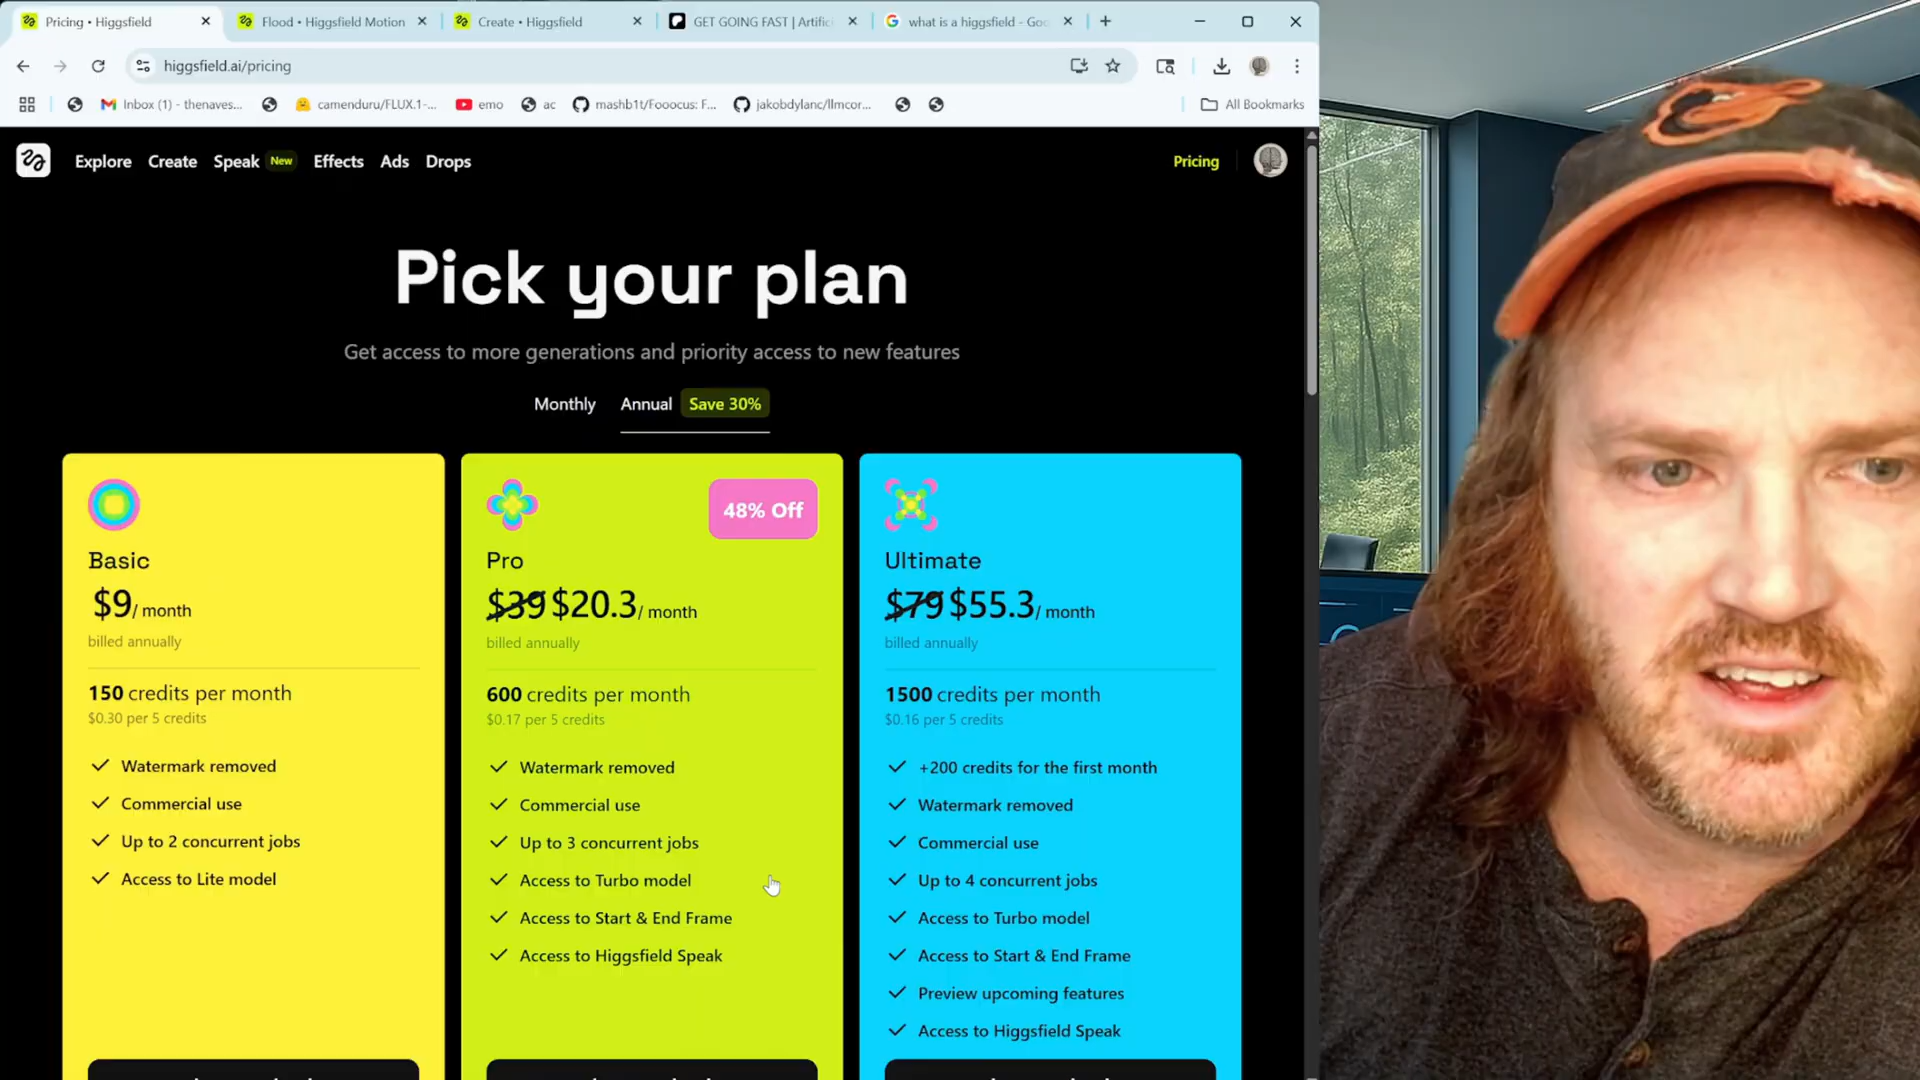 Pricing • Higgsfield
Flood • Higgsfield Motion
Create • Higgsfield
GET GOING FAST | Artific
what is a higgsfield - Goo
higgsfield.ai/pricing
Inbox (1) - thenaves...
camenduru/FLUX.1-...
emo
ac
mashb1t/Fooocus: F...
jakobdylanc/llmcor...
All Bookmarks
Explore
Create
Speak
New
Effects
Ads
Drops
Pricing
Pick your plan
Get access to more generations and priority access to new features
Monthly
Annual
Save 30%
Basic
$9/ month
billed annually
150 credits per month
$0.30 per 5 credits
Watermark removed
Commercial use
Up to 2 concurrent jobs
Access to Lite model
48% Off
Pro
$39 $20.3/ month
billed annually
600 credits per month
$0.17 per 5 credits
Watermark removed
Commercial use
Up to 3 concurrent jobs
Access to Turbo model
Access to Start & End Frame
Access to Higgsfield Speak
Ultimate
$79 $55.3/ month
billed annually
1500 credits per month
$0.16 per 5 credits
+200 credits for the first month
Watermark removed
Commercial use
Up to 4 concurrent jobs
Access to Turbo model
Access to Start & End Frame
Preview upcoming features
Access to Higgsfield Speak